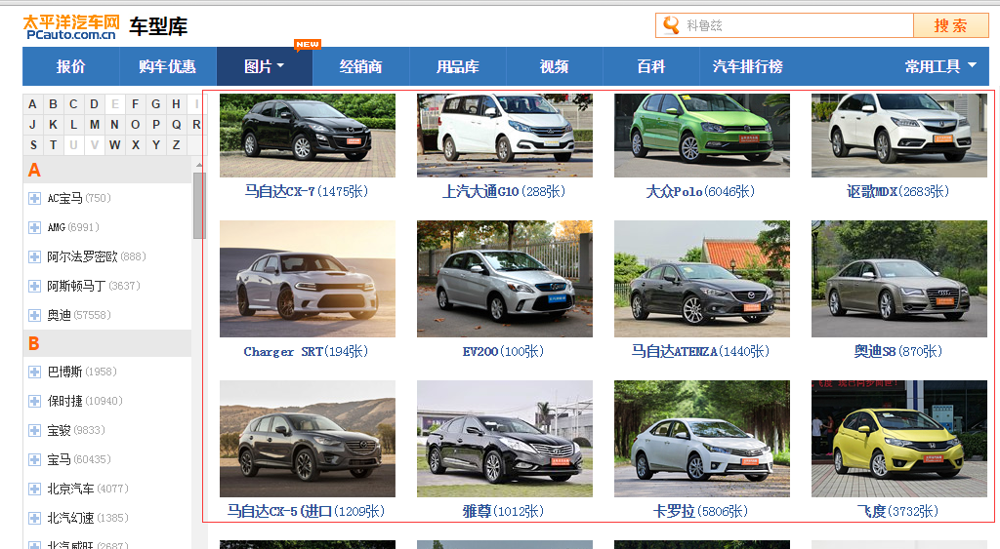 太平洋汽车网
PCauto.com.cn
车型库
科鲁兹
搜 索
报价 购车优惠 图片 NEW 经销商 用品库 视频 百科 汽车排行榜 常用工具
A B C D E F G H I
J K L M N O P Q R
S T U V W X Y Z
A
AC宝马(750)
AMG(6991)
阿尔法罗密欧(888)
阿斯顿马丁(3637)
奥迪(57558)
B
巴博斯(1958)
保时捷(10940)
宝骏(9833)
宝马(60435)
北京汽车(4077)
北汽幻速(1385)
北汽威旺(2687)
马自达CX-7(1475张) 上汽大通G10(288张) 大众Polo(6046张) 讴歌MDX(2683张)
Charger SRT(194张) EV200(100张) 马自达ATENZA(1440张) 奥迪S8(870张)
马自达CX-5(进口(1209张) 雅尊(1012张) 卡罗拉(5806张) 飞度(3732张)